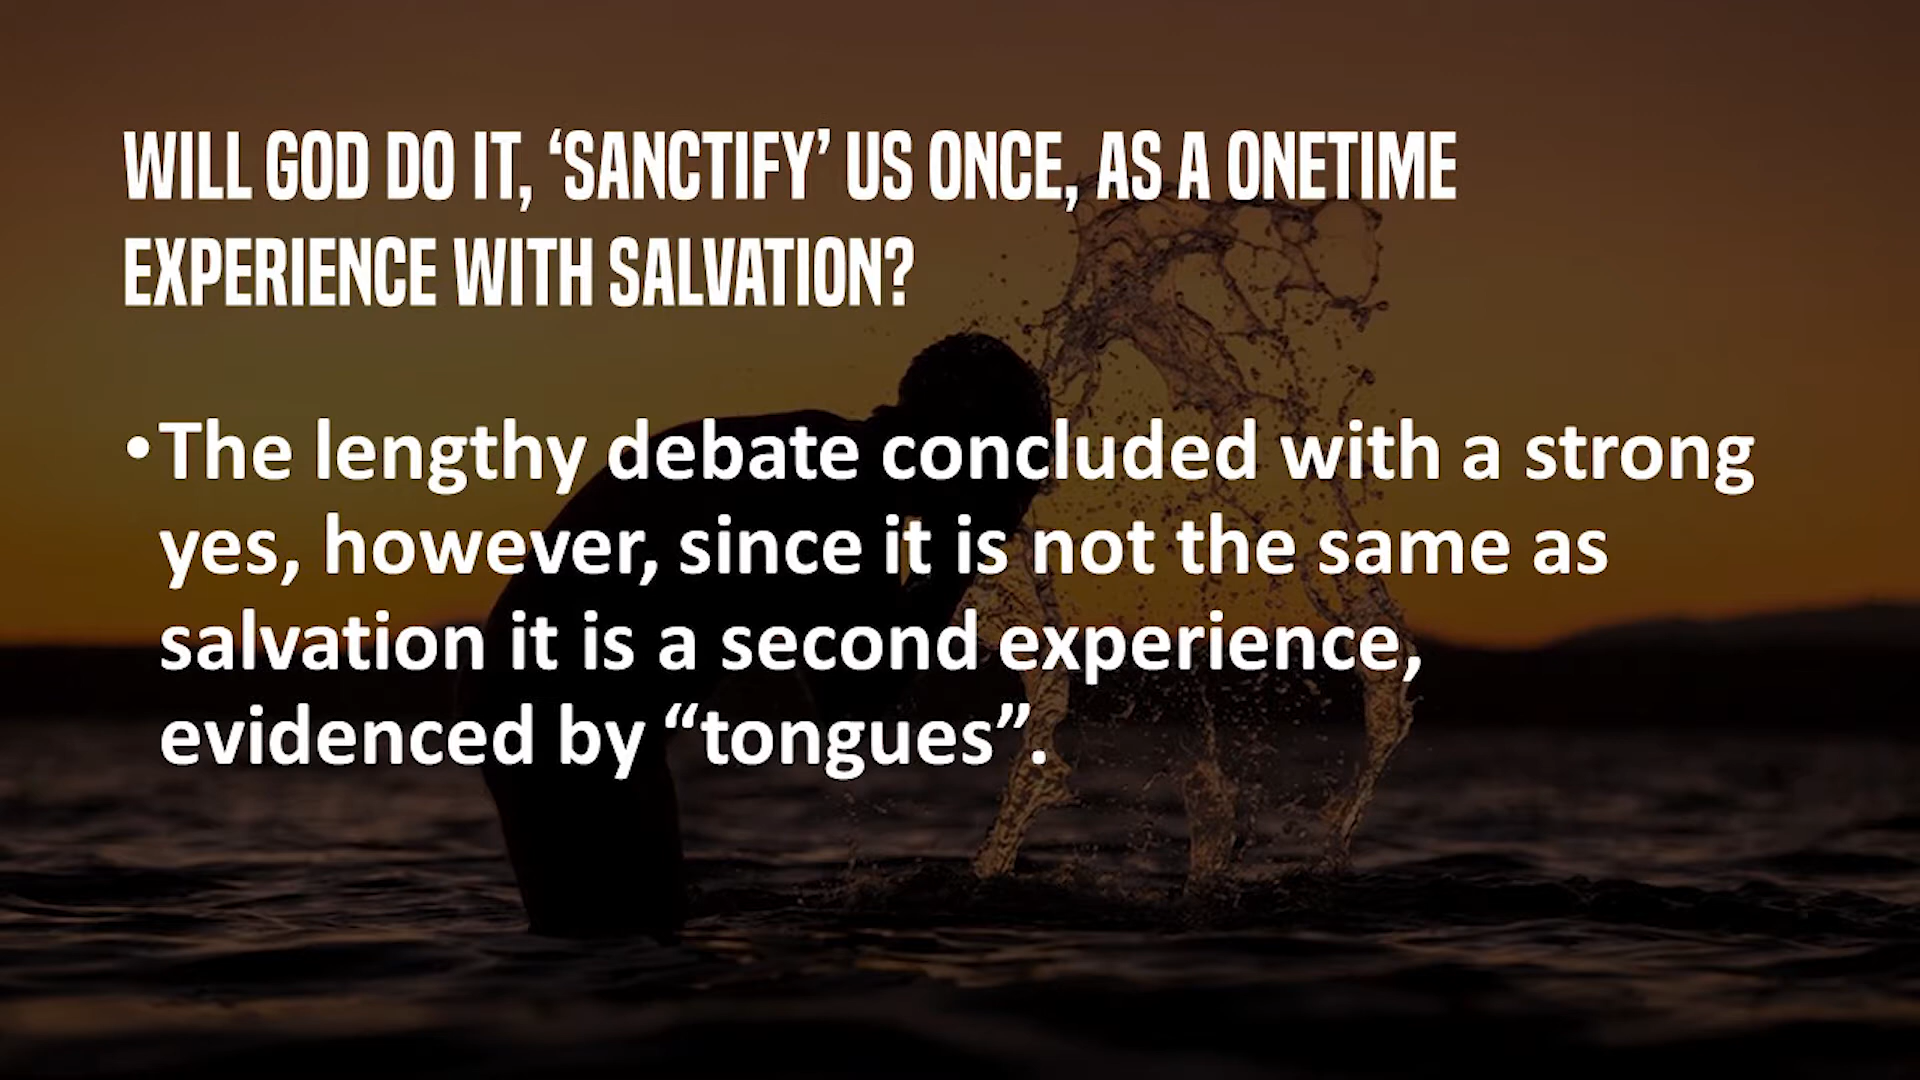 WILL GOD DO IT, ‘SANCTIFY’ US ONCE, AS A ONETIME
EXPERIENCE WITH SALVATION?
•The lengthy debate concluded with a strong
yes, however, since it is not the same as
salvation it is a second experience,
evidenced by “tongues”.